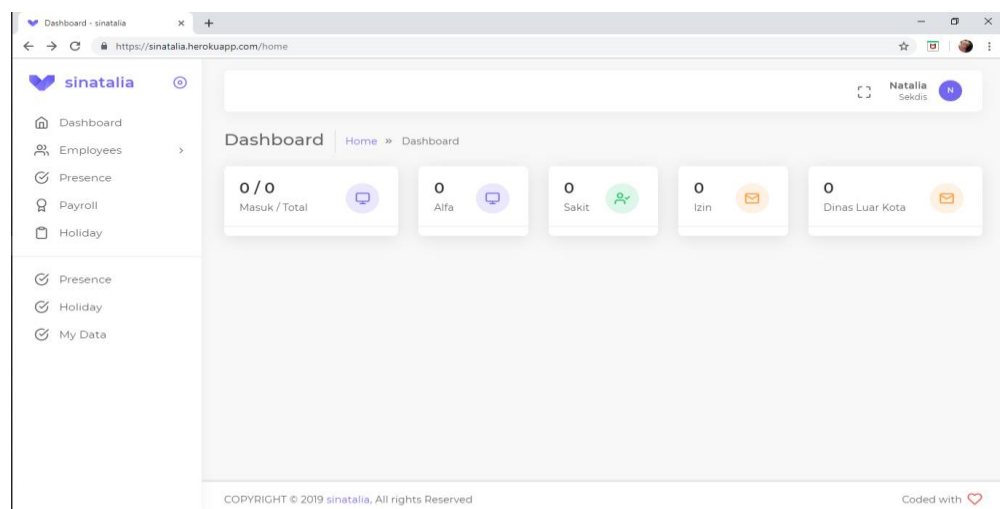 Dashboard - sinatalia
https://sinatalia.herokuapp.com/home
sinatalia
Natalia
Sekdis
N
Dashboard
Employees
Presence
Payroll
Holiday
Presence
Holiday
My Data
Dashboard Home » Dashboard
0 / 0
Masuk / Total
0
Alfa
0
Sakit
0
Izin
0
Dinas Luar Kota
COPYRIGHT © 2019 sinatalia, All rights Reserved
Coded with